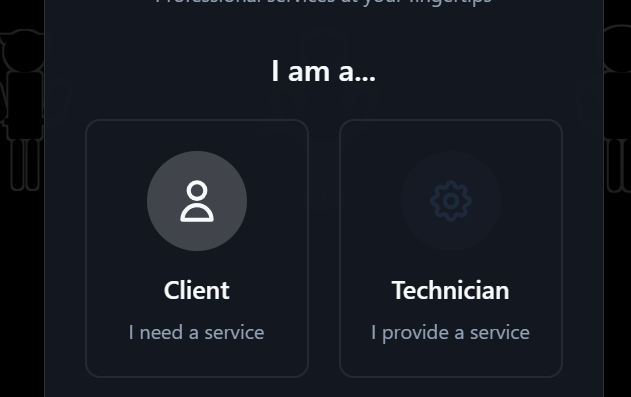 Professional services at your fingertips
I am a...
Client
I need a service
Technician
I provide a service